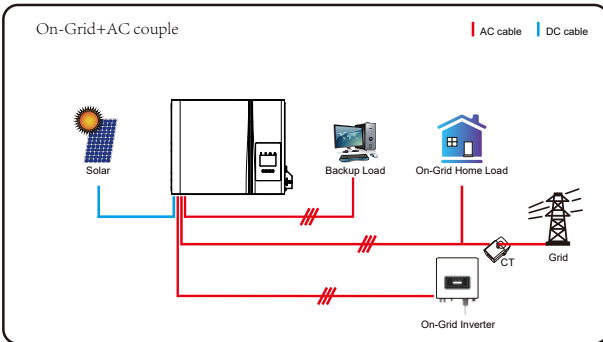 On-Grid+AC couple
AC cable
DC cable
Solar
Backup Load
On-Grid Home Load
CT
Grid
On-Grid Inverter